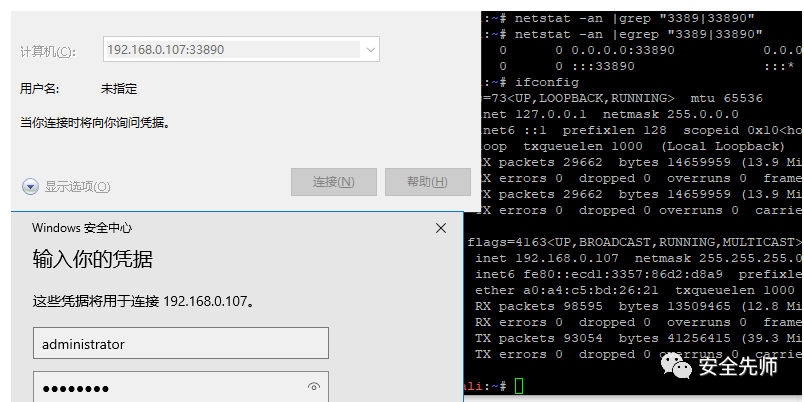 计算机(C):
192.168.0.107:33890
用户名:
未指定
当你连接时将向你询问凭据。
显示选项(O)
连接(N)
帮助(H)
Windows 安全中心
输入你的凭据
这些凭据将用于连接 192.168.0.107。
administrator
●●●●●●●●
:~# netstat -an |grep "3389|33890"
:~# netstat -an |egrep "3389|33890"
0 0 0.0.0.0:33890 0.0.0
0 0 :::33890 :::*
:~# ifconfig
=73<UP,LOOPBACK,RUNNING> mtu 65536
inet 127.0.0.1 netmask 255.0.0.0
inet6 ::1 prefixlen 128 scopeid 0x10<ho
loop txqueuelen 1000 (Local Loopback)
RX packets 29662 bytes 14659959 (13.9 Mi
RX errors 0 dropped 0 overruns 0 frame
TX packets 29662 bytes 14659959 (13.9 Mi
TX errors 0 dropped 0 overruns 0 carrie
flags=4163<UP,BROADCAST,RUNNING,MULTICAST>
inet 192.168.0.107 netmask 255.255.255.0
inet6 fe80::ecd1:3357:86d2:d8a9 prefixle
ether a0:a4:c5:bd:26:21 txqueuelen 1000
RX packets 98595 bytes 13509465 (12.8 Mi
RX errors 0 dropped 0 overruns 0 frame
TX packets 93054 bytes 41256415 (39.3 Mi
TX errors 0 dropped 0 overruns 0 carrie
ali:~#
安全先师